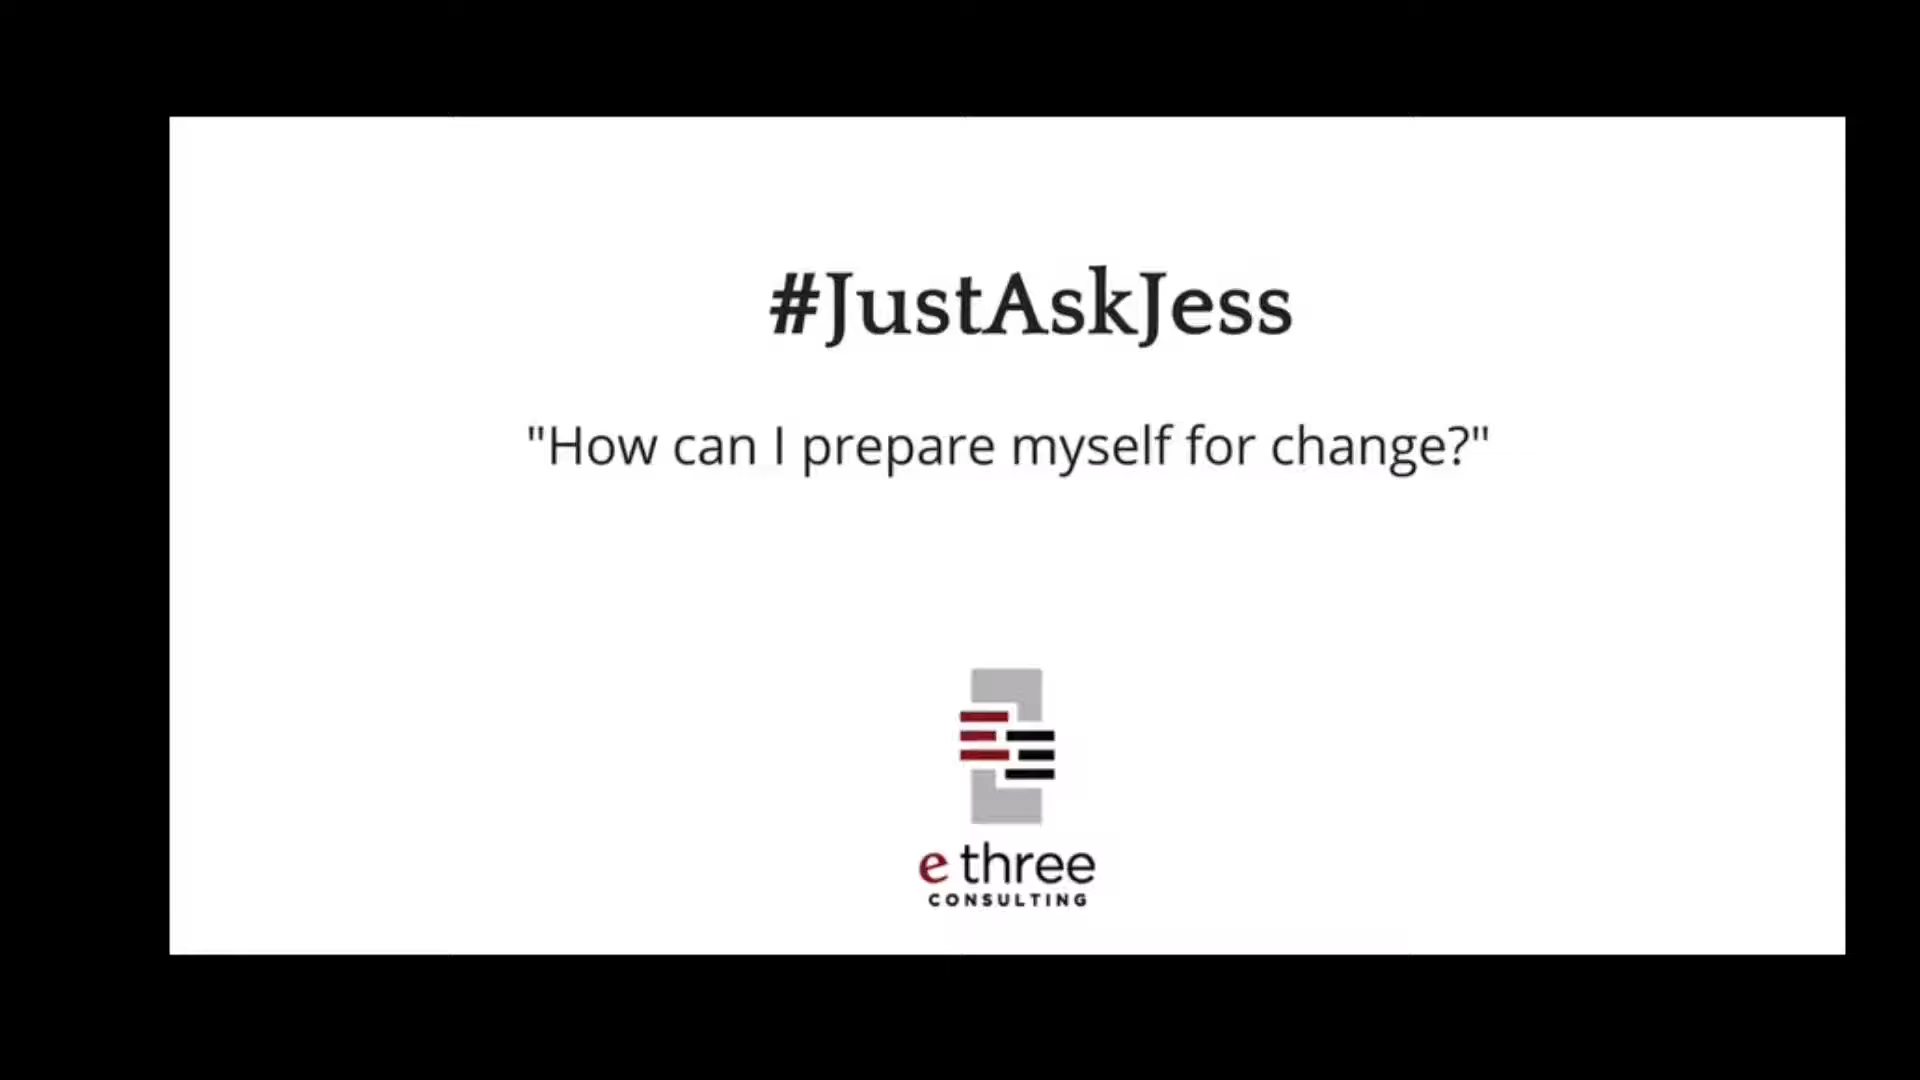 #JustAskJess
"How can I prepare myself for change?"
e three
CONSULTING